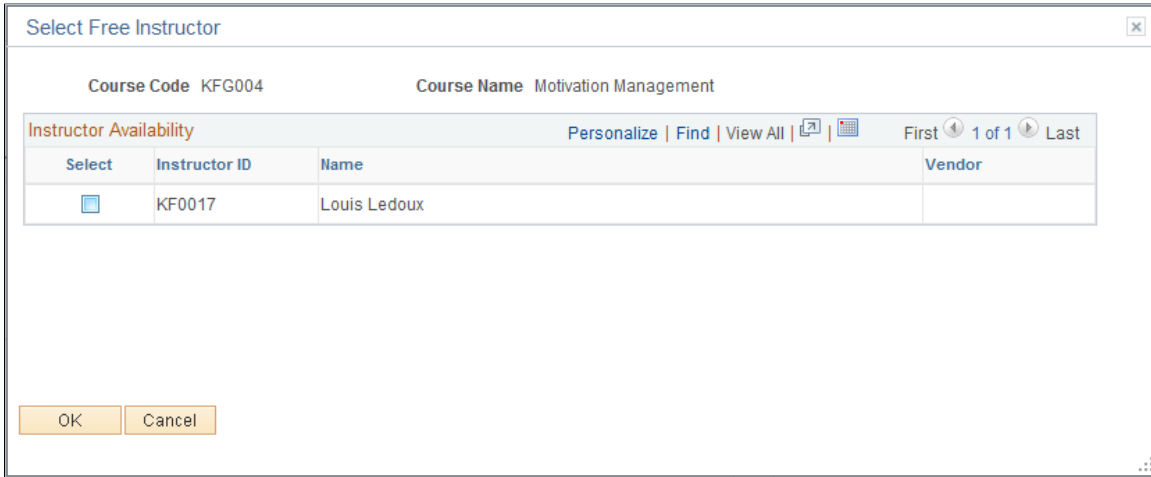 Select Free Instructor
Course Code KFG004 Course Name Motivation Management
Instructor Availability Personalize | Find | View All | | First 1 of 1 Last
Select Instructor ID Name Vendor
KF0017 Louis Ledoux
OK Cancel